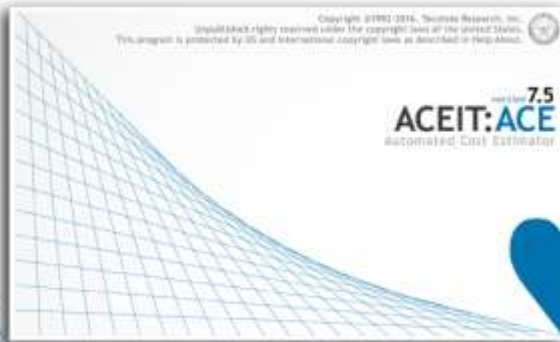 Copyright ©1992-2016, Tecolote Research, Inc.
Unpublished rights reserved under the copyright laws of the United States.
This program is protected by US and International copyright laws as described in Help About.
version 7.5
ACEIT:ACE
Automated Cost Estimator